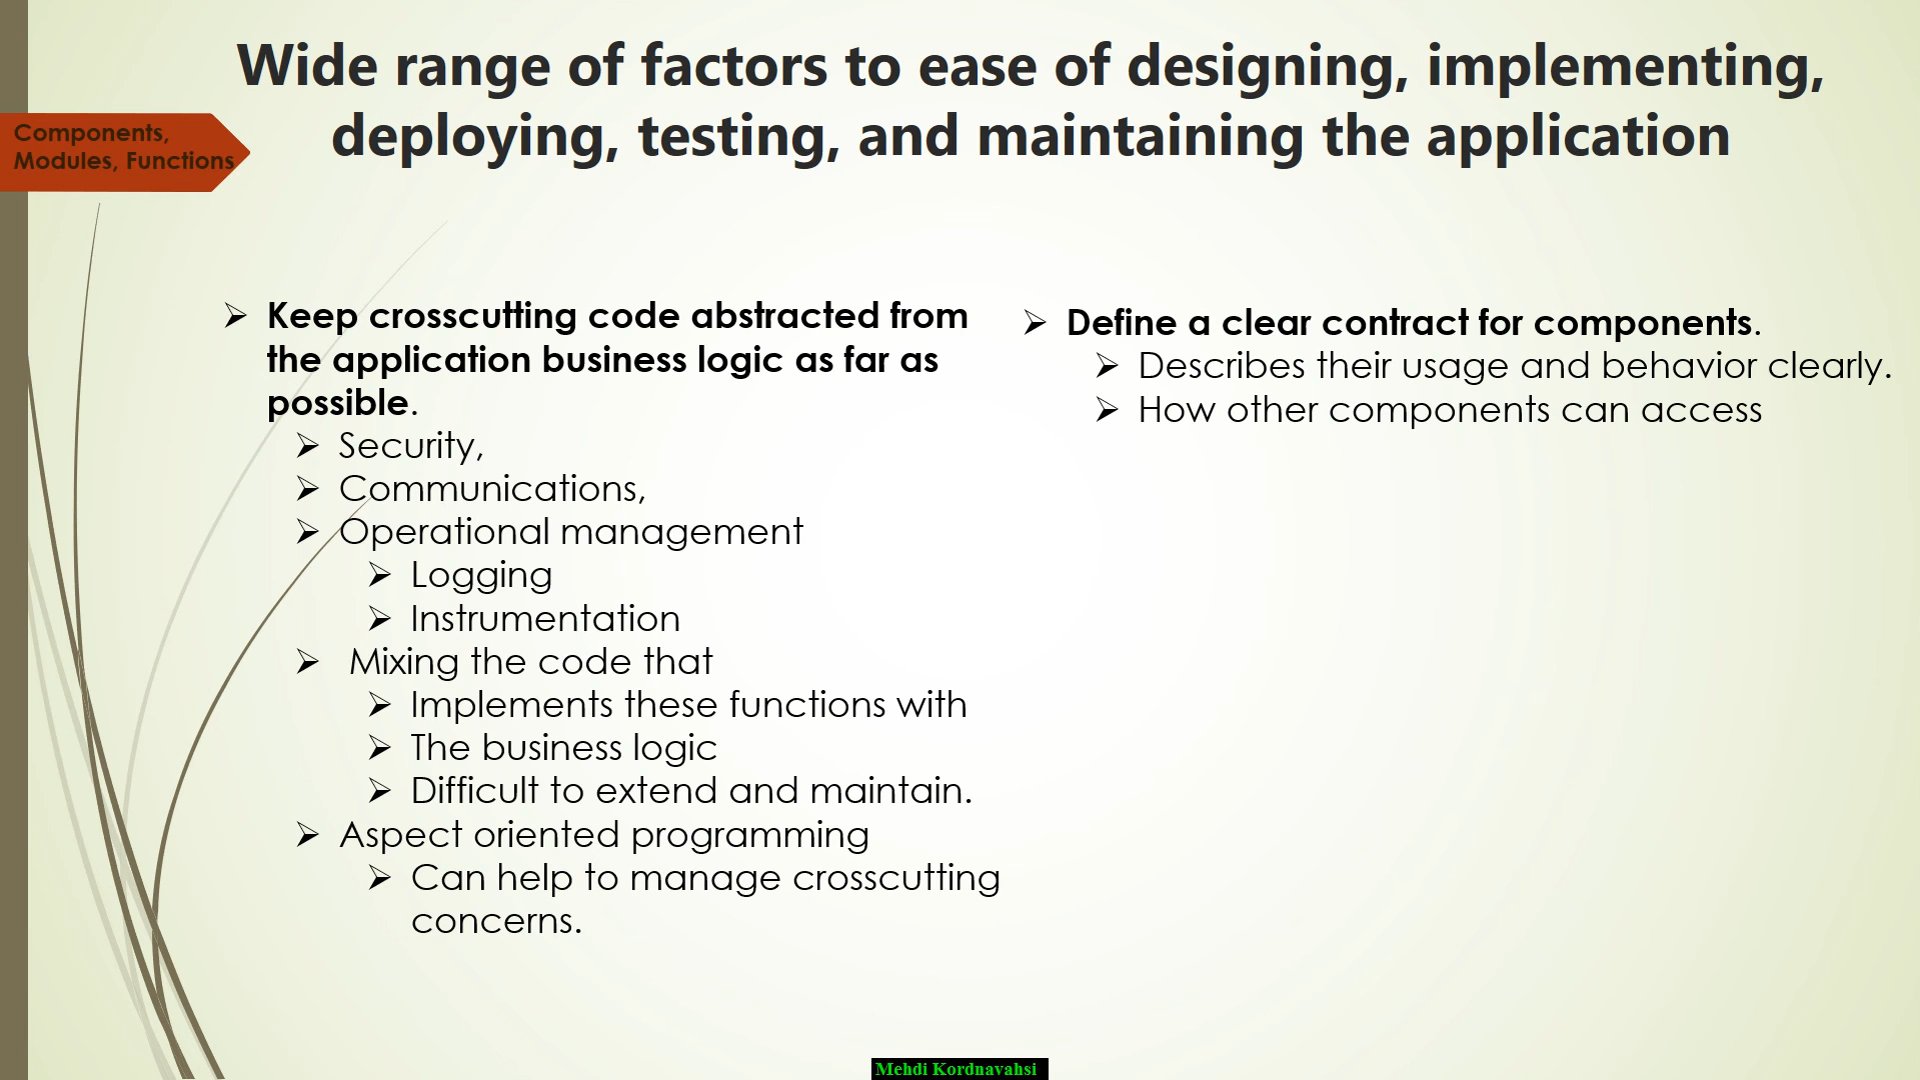 Wide range of factors to ease of designing, implementing,
deploying, testing, and maintaining the application
Components,
Modules, Functions
➢ Keep crosscutting code abstracted from
the application business logic as far as
possible.
➢ Security,
➢ Communications,
➢ Operational management
➢ Logging
➢ Instrumentation
➢ Mixing the code that
➢ Implements these functions with
➢ The business logic
➢ Difficult to extend and maintain.
➢ Aspect oriented programming
➢ Can help to manage crosscutting
concerns.
➢ Define a clear contract for components.
➢ Describes their usage and behavior clearly.
➢ How other components can access
Mehdi Kordnavahsi